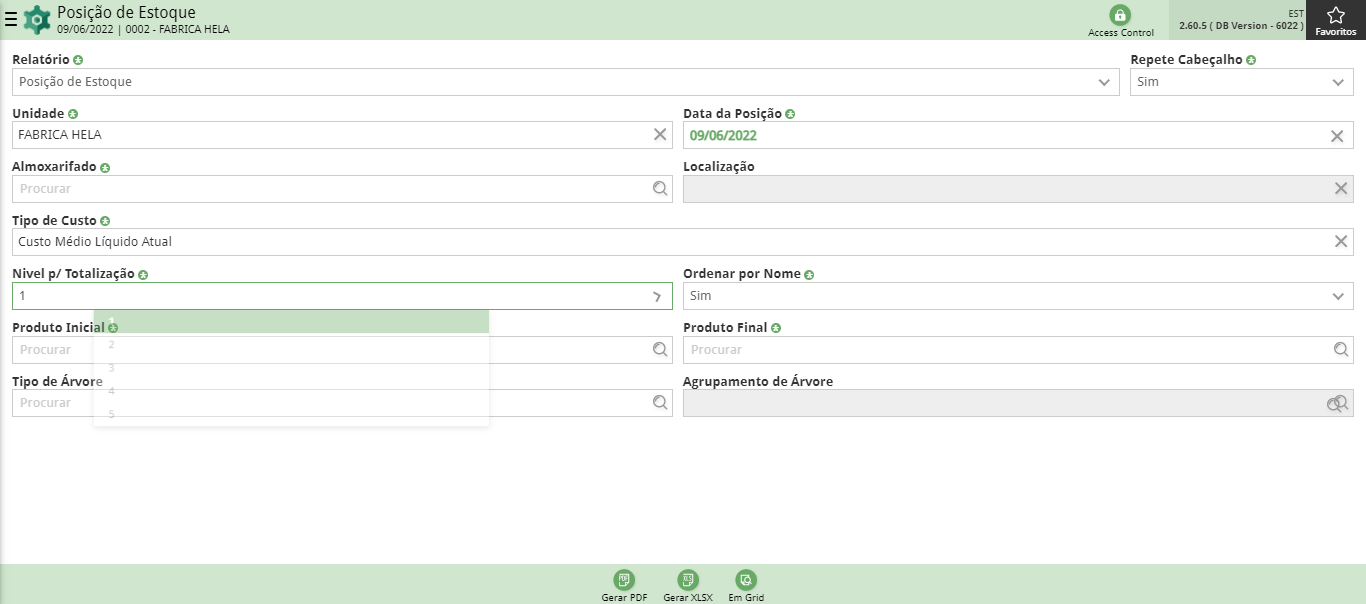 Posição de Estoque
09/06/2022 | 0002 - FABRICA HELA
Access Control
EST
2.60.5 ( DB Version - 6022 )
Favoritos
Relatório
Repete Cabeçalho
Posição de Estoque
Sim
Unidade
Data da Posição
FABRICA HELA
09/06/2022
Almoxarifado
Localização
Procurar
Tipo de Custo
Custo Médio Líquido Atual
Nivel p/ Totalização
Ordenar por Nome
1
Sim
1
Produto Inicial
Produto Final
2
Procurar
Procurar
3
Tipo de Árvore
Agrupamento de Árvore
4
Procurar
5
PDF
XLS
Gerar PDF
Gerar XLSX
Em Grid